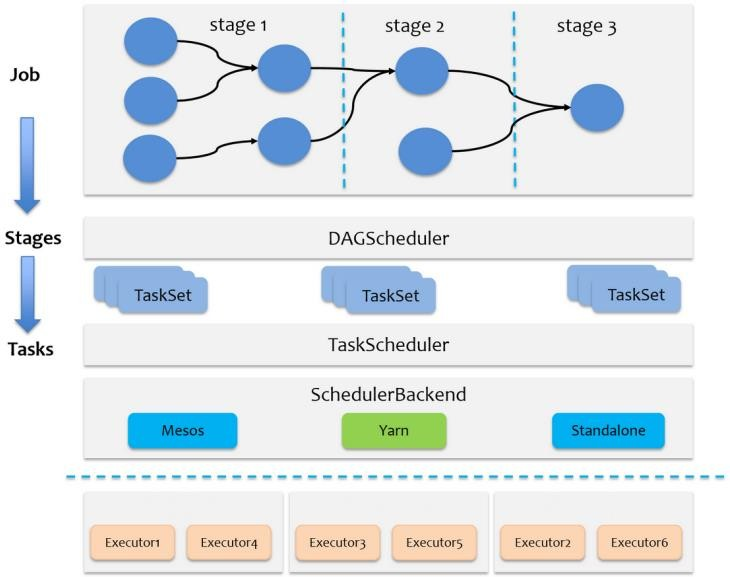 stage 1
stage 2
stage 3
Job
Stages
DAGScheduler
TaskSet
TaskSet
TaskSet
Tasks
TaskScheduler
SchedulerBackend
Mesos
Yarn
Standalone
Executor1
Executor4
Executor3
Executor5
Executor2
Executor6